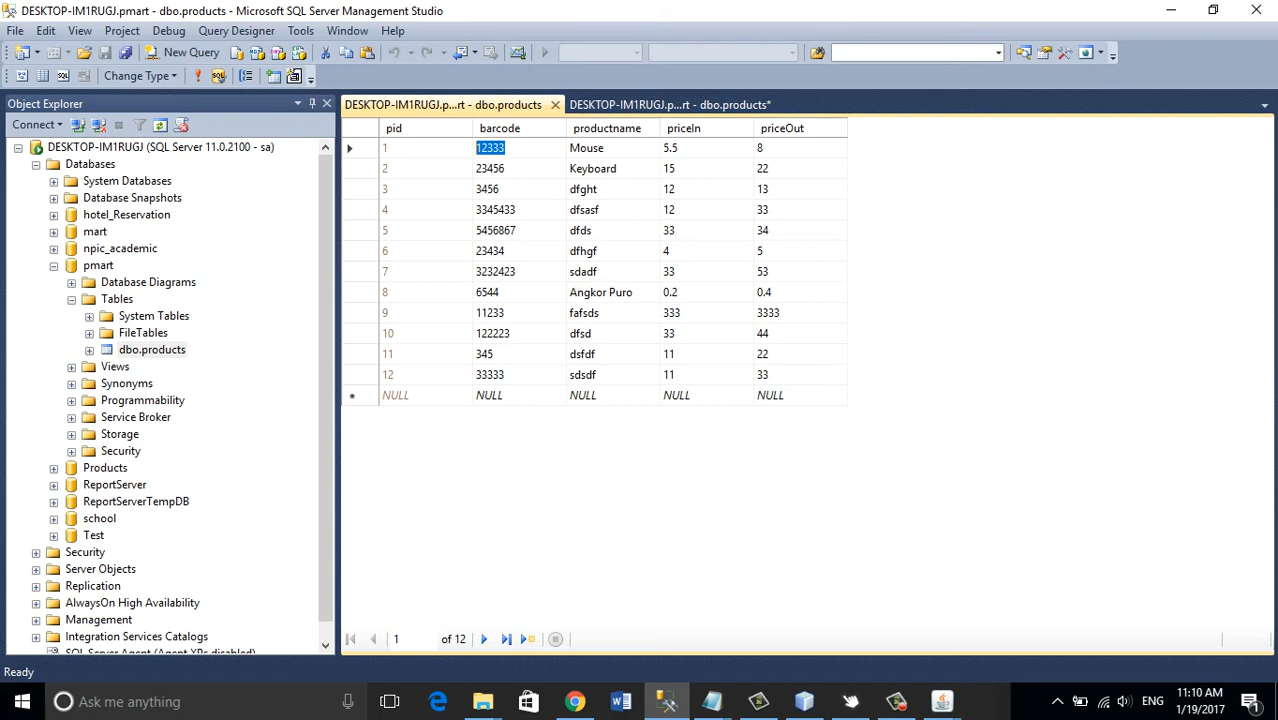 DESKTOP-IM1RUGJ.pmart - dbo.products - Microsoft SQL Server Management Studio
File Edit View Project Debug Query Designer Tools Window Help
New Query
Change Type
Object Explorer
Connect
DESKTOP-IM1RUGJ (SQL Server 11.0.2100 - sa)
Databases
System Databases
Database Snapshots
hotel_Reservation
mart
npic_academic
pmart
Database Diagrams
Tables
System Tables
FileTables
dbo.products
Views
Synonyms
Programmability
Service Broker
Storage
Security
Products
ReportServer
ReportServerTempDB
school
Test
Security
Server Objects
Replication
AlwaysOn High Availability
Management
Integration Services Catalogs
SQL Server Agent (Agent XPs disabled)
DESKTOP-IM1RUGJ.p...rt - dbo.products DESKTOP-IM1RUGJ.p...rt - dbo.products*
pid barcode productname priceIn priceOut
1 12333 Mouse 5.5 8
2 23456 Keyboard 15 22
3 3456 dfght 12 13
4 3345433 dfsasf 12 33
5 5456867 dfds 33 34
6 23434 dfhgf 4 5
7 3232423 sdadf 33 53
8 6544 Angkor Puro 0.2 0.4
9 11233 fafsds 333 3333
10 122223 dfsd 33 44
11 345 dsfdf 11 22
12 33333 sdsdf 11 33
NULL NULL NULL NULL NULL
1 of 12
Ready
Ask me anything
ENG
11:10 AM
1/19/2017
1